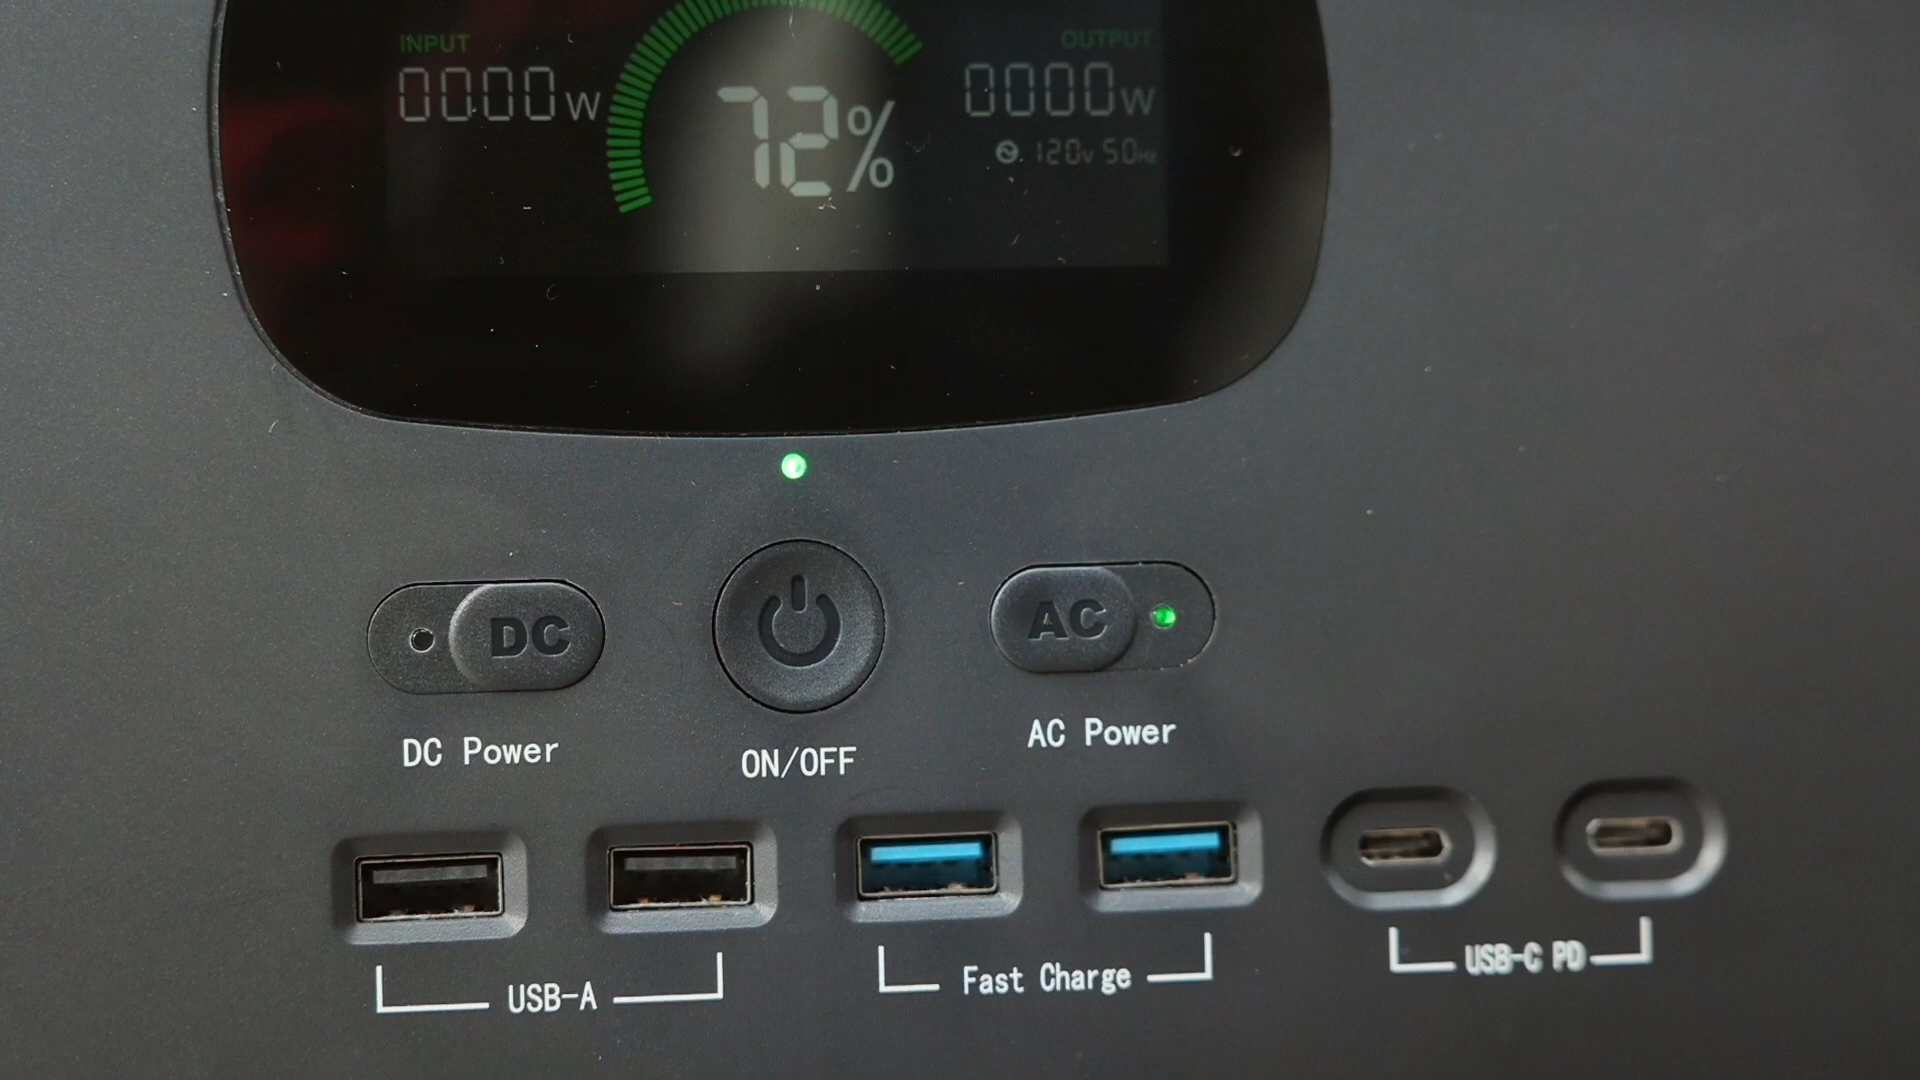 INPUT
0000W
72%
OUTPUT
0000W
120V 50Hz
DC
AC
DC Power
ON/OFF
AC Power
USB-A
Fast Charge
USB-C PD